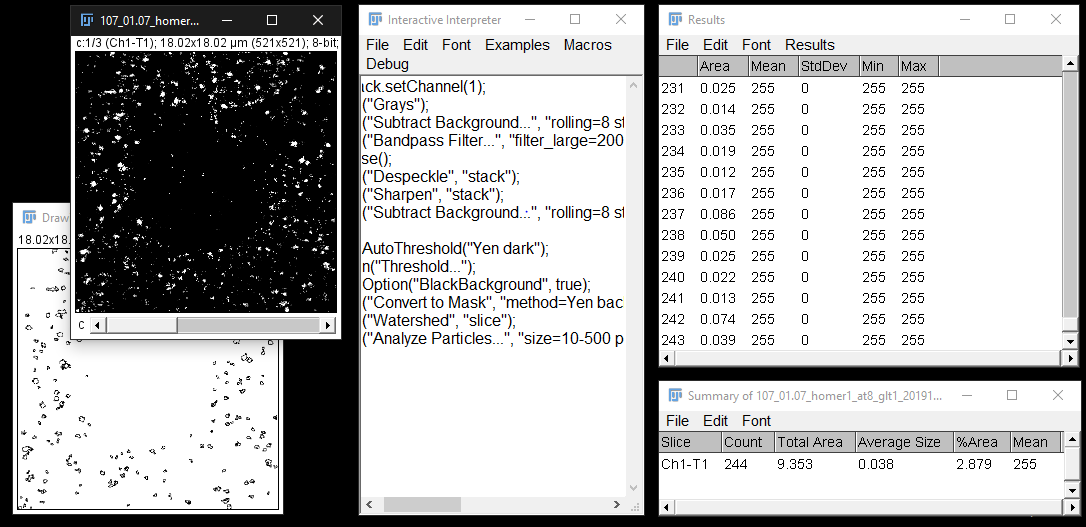 107_01.07_homer...
c:1/3 (Ch1-T1); 18.02x18.02 µm (521x521); 8-bit;
c
Draw
18.02x18.
Interactive Interpreter
File Edit Font Examples Macros
Debug
ack.setChannel(1);
("Grays");
("Subtract Background...", "rolling=8 st
("Bandpass Filter...", "filter_large=200
se();
("Despeckle", "stack");
("Sharpen", "stack");
("Subtract Background...", "rolling=8 st
AutoThreshold("Yen dark");
n("Threshold...");
Option("BlackBackground", true);
("Convert to Mask", "method=Yen bac
("Watershed", "slice");
("Analyze Particles...", "size=10-500 p
Results
File Edit Font Results
Area Mean StdDev Min Max
231 0.025 255 0 255 255
232 0.014 255 0 255 255
233 0.035 255 0 255 255
234 0.019 255 0 255 255
235 0.012 255 0 255 255
236 0.017 255 0 255 255
237 0.086 255 0 255 255
238 0.050 255 0 255 255
239 0.025 255 0 255 255
240 0.022 255 0 255 255
241 0.013 255 0 255 255
242 0.074 255 0 255 255
243 0.039 255 0 255 255
Summary of 107_01.07_homer1_at8_glt1_20191...
File Edit Font
Slice Count Total Area Average Size %Area Mean
Ch1-T1 244 9.353 0.038 2.879 255